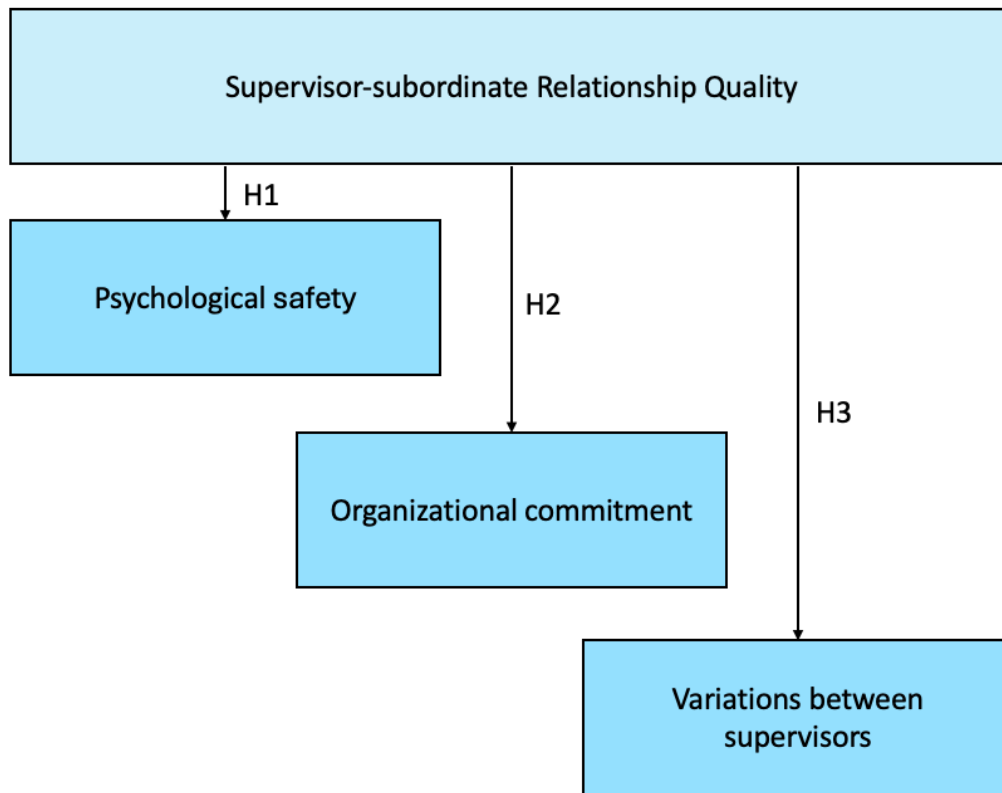 Supervisor-subordinate Relationship Quality
H1
Psychological safety
H2
Organizational commitment
H3
Variations between
supervisors